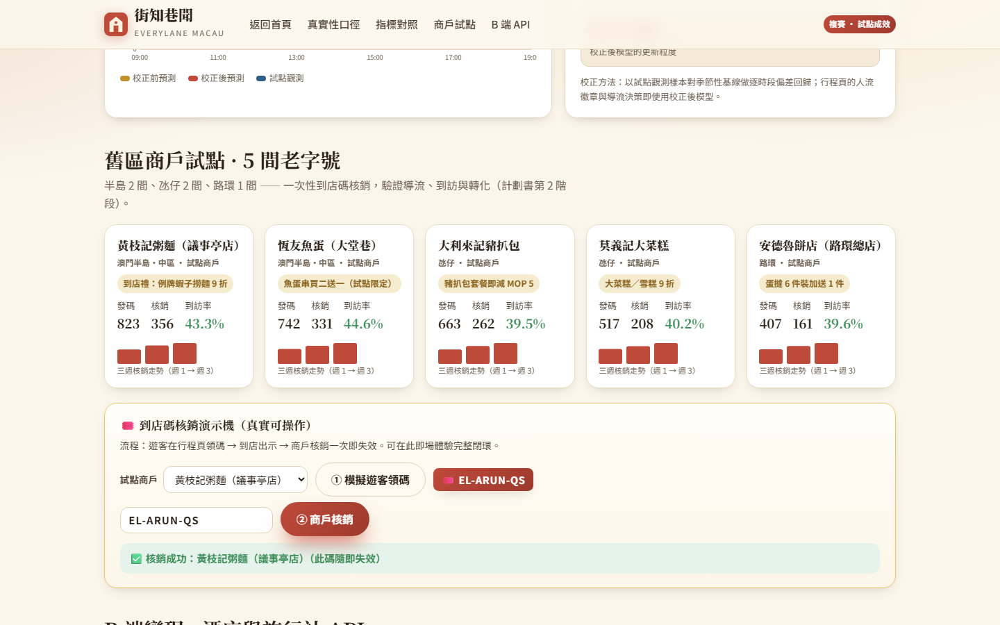 街知巷聞
EVERYLANE MACAU
返回首頁 真實性口徑 指標對照 商戶試點 B 端 API
複賽 · 試點成效
09:00 11:00 13:00 15:00 17:00 19:0
校正前預測 校正後預測 試點觀測
校正後模型的更新粒度
校正方法：以試點觀測樣本對季節性基線做逐時段偏差回歸；行程頁的人流
徽章與導流決策即使用校正後模型。
舊區商戶試點 · 5 間老字號
半島 2 間、氹仔 2 間、路環 1 間 —— 一次性到店碼核銷，驗證導流、到訪與轉化（計劃書第 2 階
段）。
黃枝記粥麵（議事亭店）
澳門半島·中區 · 試點商戶
到店禮：例牌蝦子撈麵 9 折
發碼 核銷 到訪率
823 356 43.3%
三週核銷走勢（週 1 → 週 3）
恆友魚蛋（大堂巷）
澳門半島·中區 · 試點商戶
魚蛋串買二送一（試點限定）
發碼 核銷 到訪率
742 331 44.6%
三週核銷走勢（週 1 → 週 3）
大利來記豬扒包
氹仔 · 試點商戶
豬扒包套餐即減 MOP 5
發碼 核銷 到訪率
663 262 39.5%
三週核銷走勢（週 1 → 週 3）
莫義記大菜糕
氹仔 · 試點商戶
大菜糕／雪糕 9 折
發碼 核銷 到訪率
517 208 40.2%
三週核銷走勢（週 1 → 週 3）
安德魯餅店（路環總店）
路環 · 試點商戶
蛋撻 6 件裝加送 1 件
發碼 核銷 到訪率
407 161 39.6%
三週核銷走勢（週 1 → 週 3）
到店碼核銷演示機（真實可操作）
流程：遊客在行程頁領碼 → 到店出示 → 商戶核銷一次即失效。可在此即場體驗完整閉環。
試點商戶 黃枝記粥麵（議事亭店） ① 模擬遊客領碼 EL-ARUN-QS
EL-ARUN-QS ② 商戶核銷
核銷成功：黃枝記粥麵（議事亭店）（此碼隨即失效）